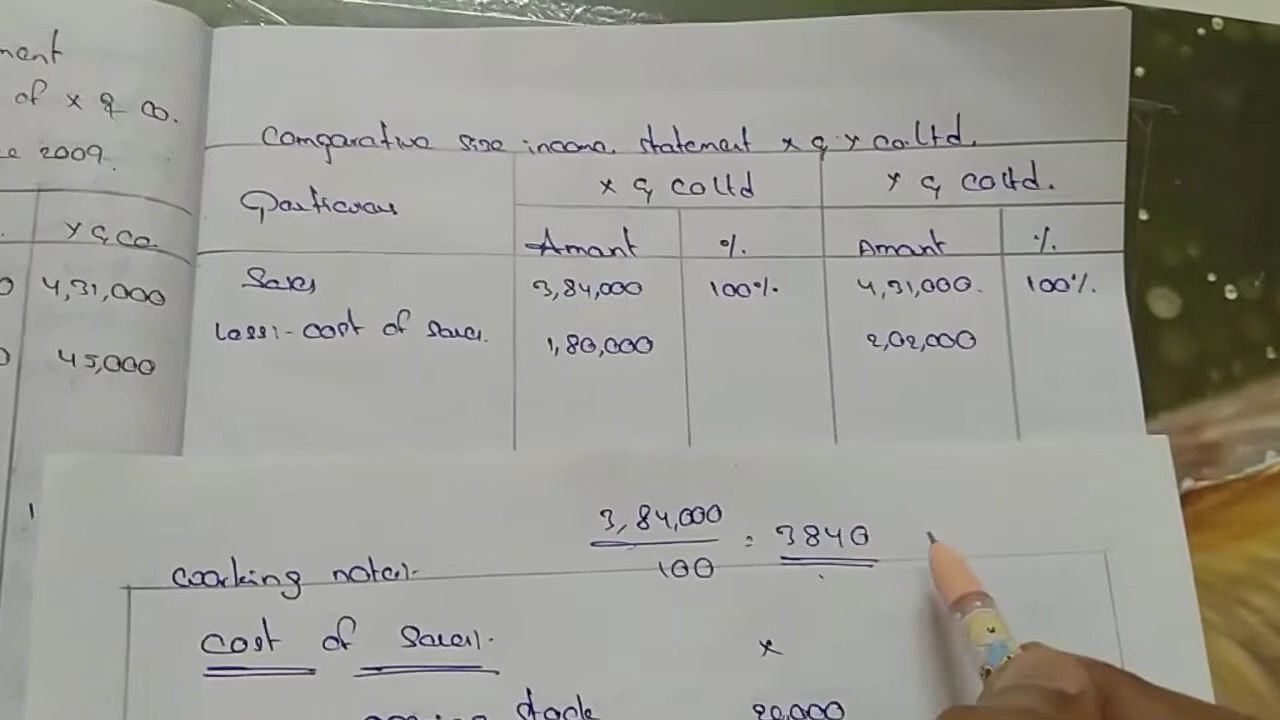 ment
of x & co.
2009.
Y & co.
4,31,000
45,000
Comparative size income statement x & y co.Ltd.
Particulars
x & co Ltd
y & co Ltd.
Amount
%.
Amount
%.
Sales
3,84,000
100%.
4,31,000.
100%.
Less:- cost of sales.
1,80,000
2,02,000
3,84,000
100
= 3840
working notes:-
cost of sales:-
x
stock
20,000